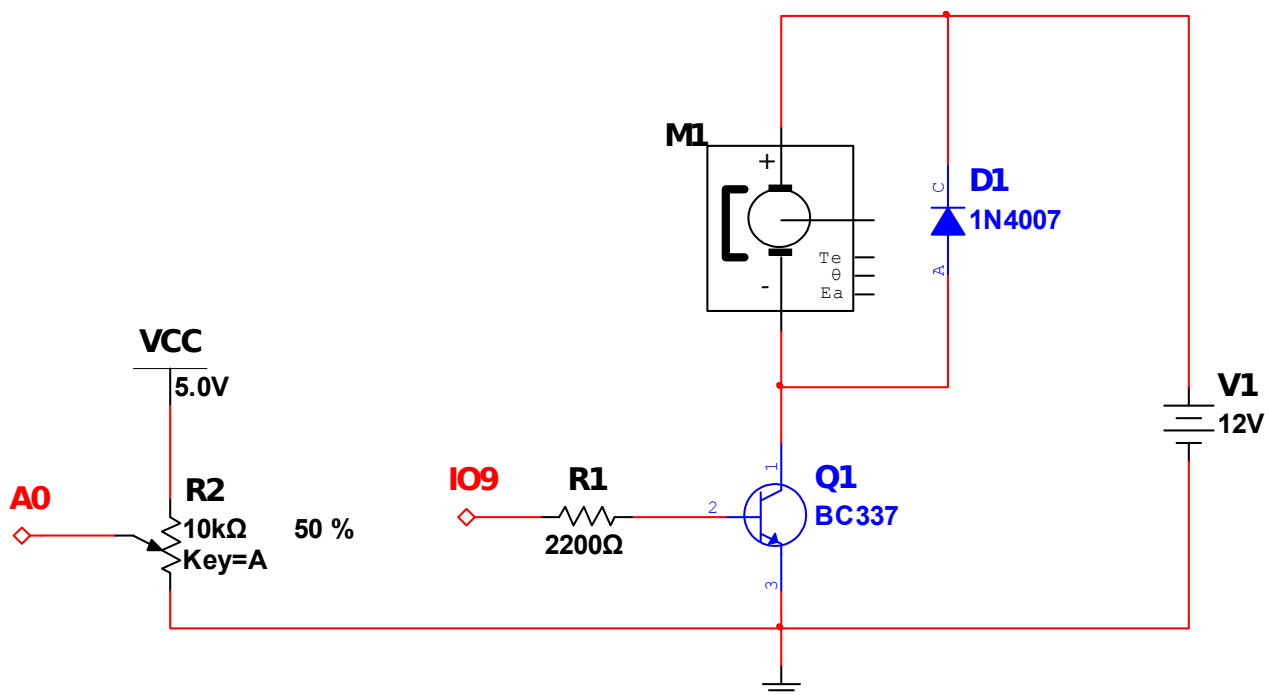 M1
+
-
Te
θ
Ea
C
D1
1N4007
A
VCC
5.0V
V1
12V
A0
R2
10kΩ 50 %
Key=A
IO9
R1
2200Ω
1
2
3
Q1
BC337